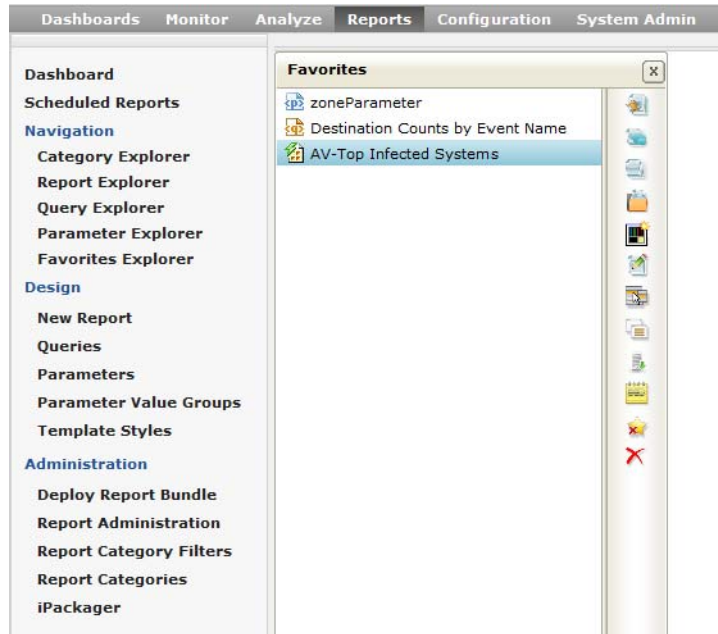 Dashboards Monitor Analyze Reports Configuration System Admin
Dashboard
Scheduled Reports
Navigation
Category Explorer
Report Explorer
Query Explorer
Parameter Explorer
Favorites Explorer
Design
New Report
Queries
Parameters
Parameter Value Groups
Template Styles
Administration
Deploy Report Bundle
Report Administration
Report Category Filters
Report Categories
iPackager
Favorites x
<p> zoneParameter
<q> Destination Counts by Event Name
AV-Top Infected Systems